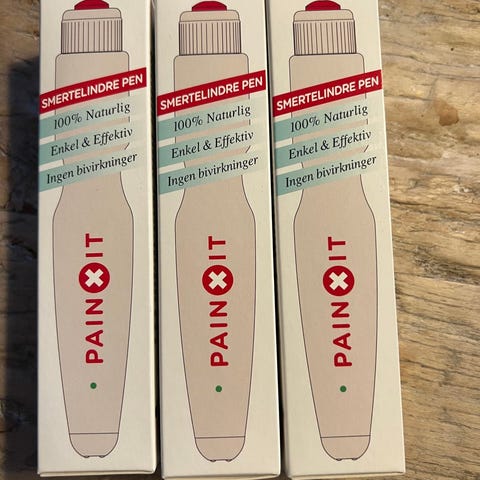 SMERTELINDRE PEN
100% Naturlig
Enkel & Effektiv
Ingen bivirkninger
PAINXIT
SMERTELINDRE PEN
100% Naturlig
Enkel & Effektiv
Ingen bivirkninger
PAINXIT
SMERTELINDRE PEN
100% Naturlig
Enkel & Effektiv
Ingen bivirkninger
PAINXIT